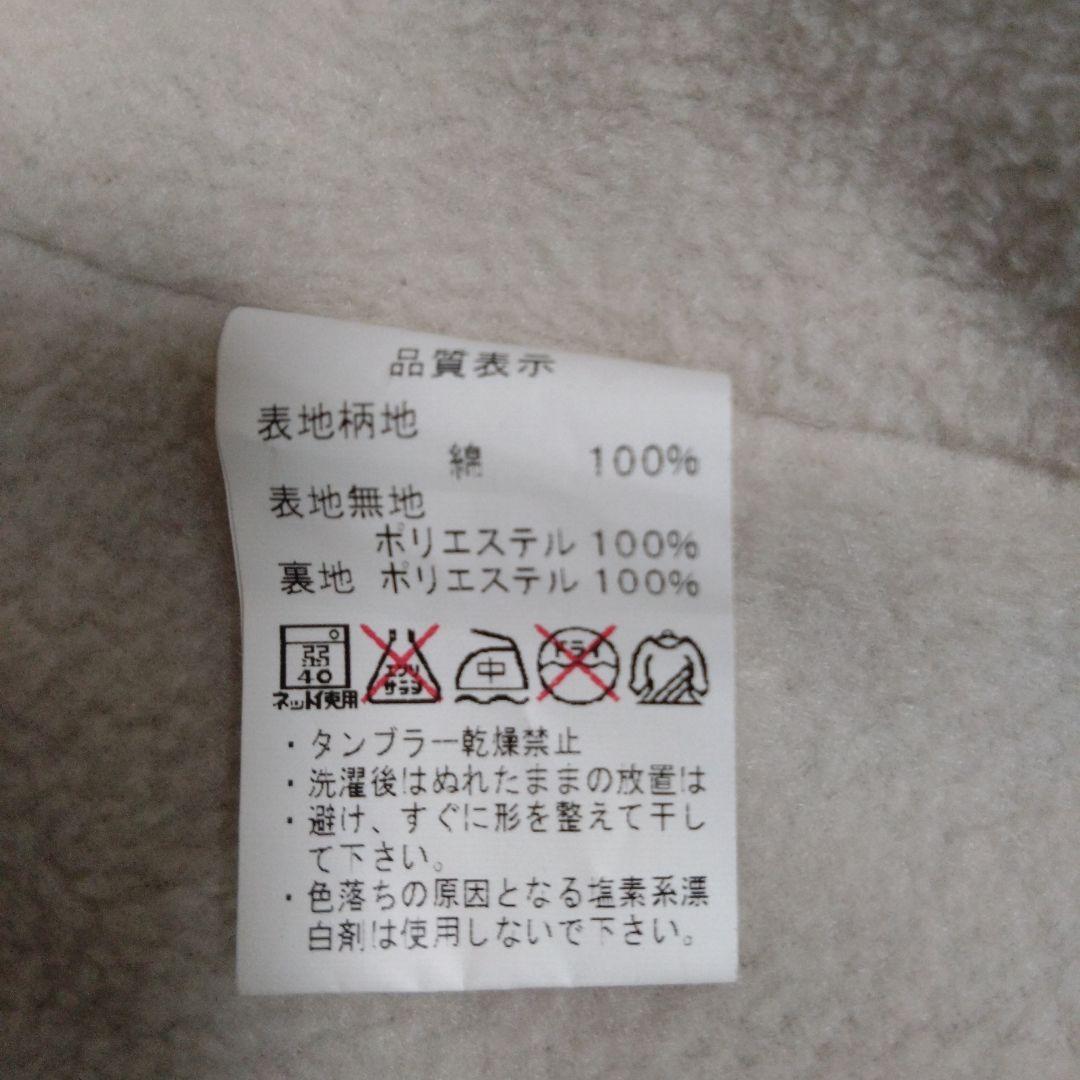 品質表示
表地柄地
綿 100%
表地無地
ポリエステル 100%
裏地 ポリエステル 100%
弱 中 ドライ
40 エンソ
ネット使用 サラシ
・タンブラー乾燥禁止
・洗濯後はぬれたままの放置は
・避け、すぐに形を整えて干し
て下さい。
・色落ちの原因となる塩素系漂
白剤は使用しないで下さい。